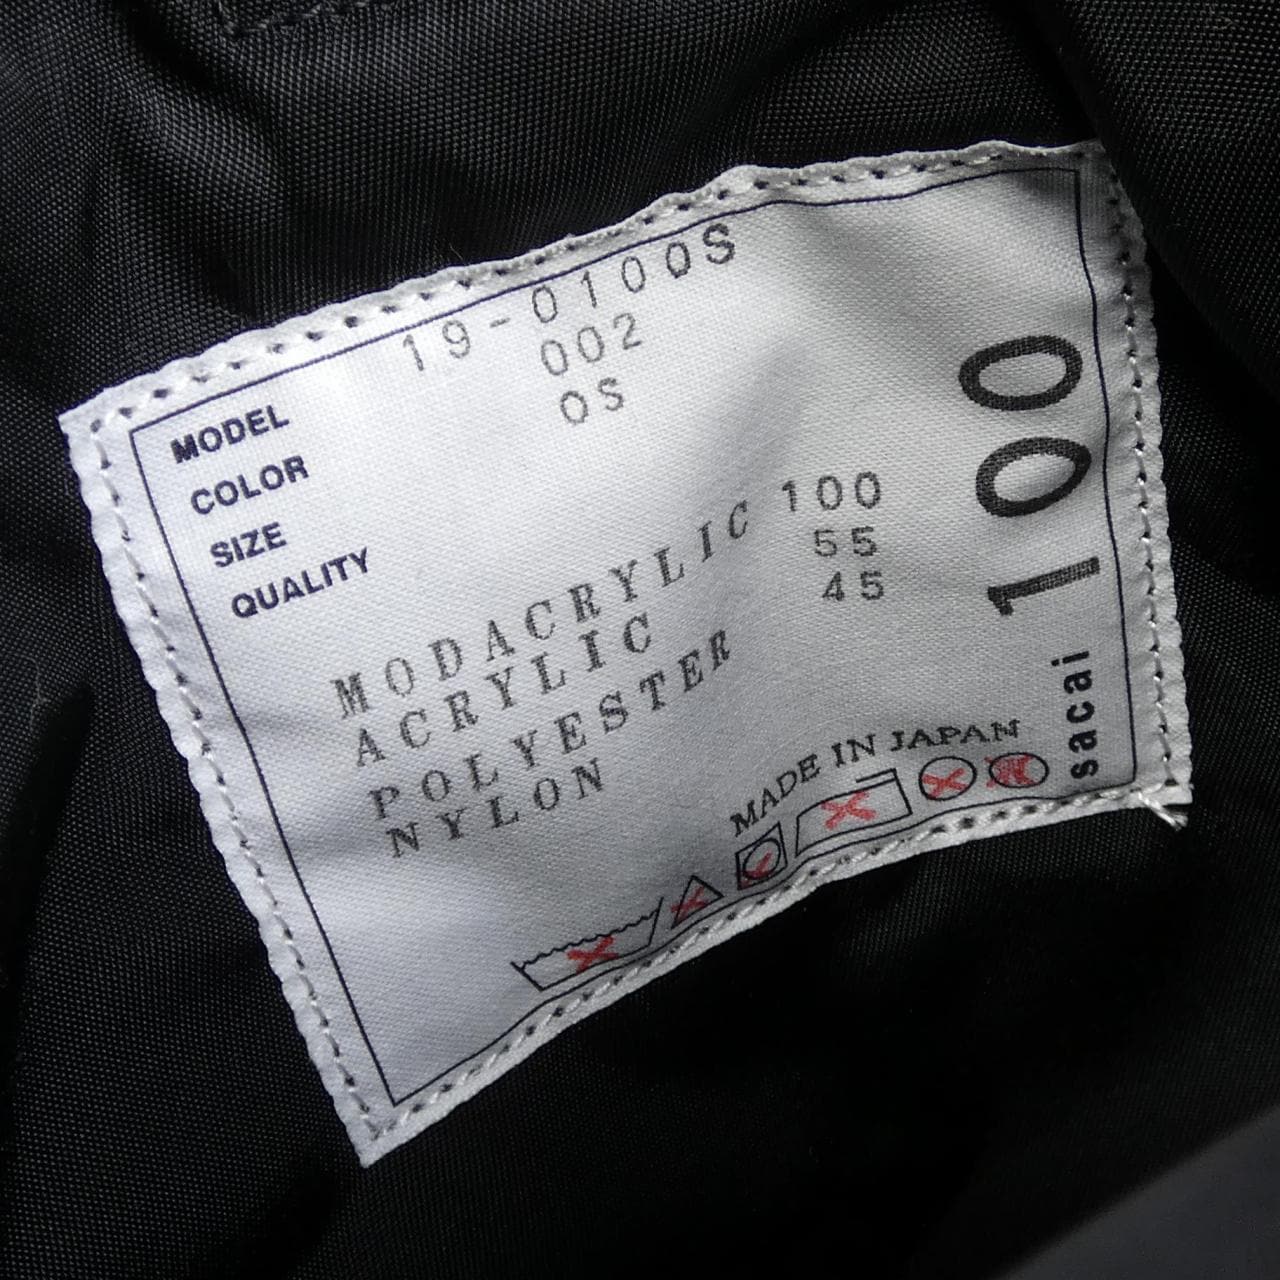 MODEL 19-0100S
COLOR 002
SIZE OS
QUALITY
MODACRYLIC 100
ACRYLIC 55
POLYESTER 45
NYLON
MADE IN JAPAN
sacai 100